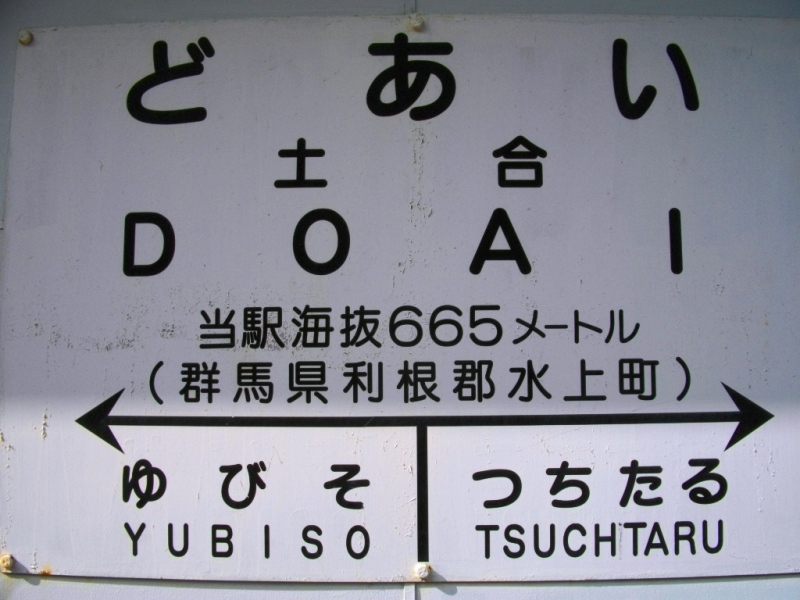 どあい
土合
DOAI
当駅海抜665メートル
(群馬県利根郡水上町)
ゆびそ つちたる
YUBISO TSUCHTARU